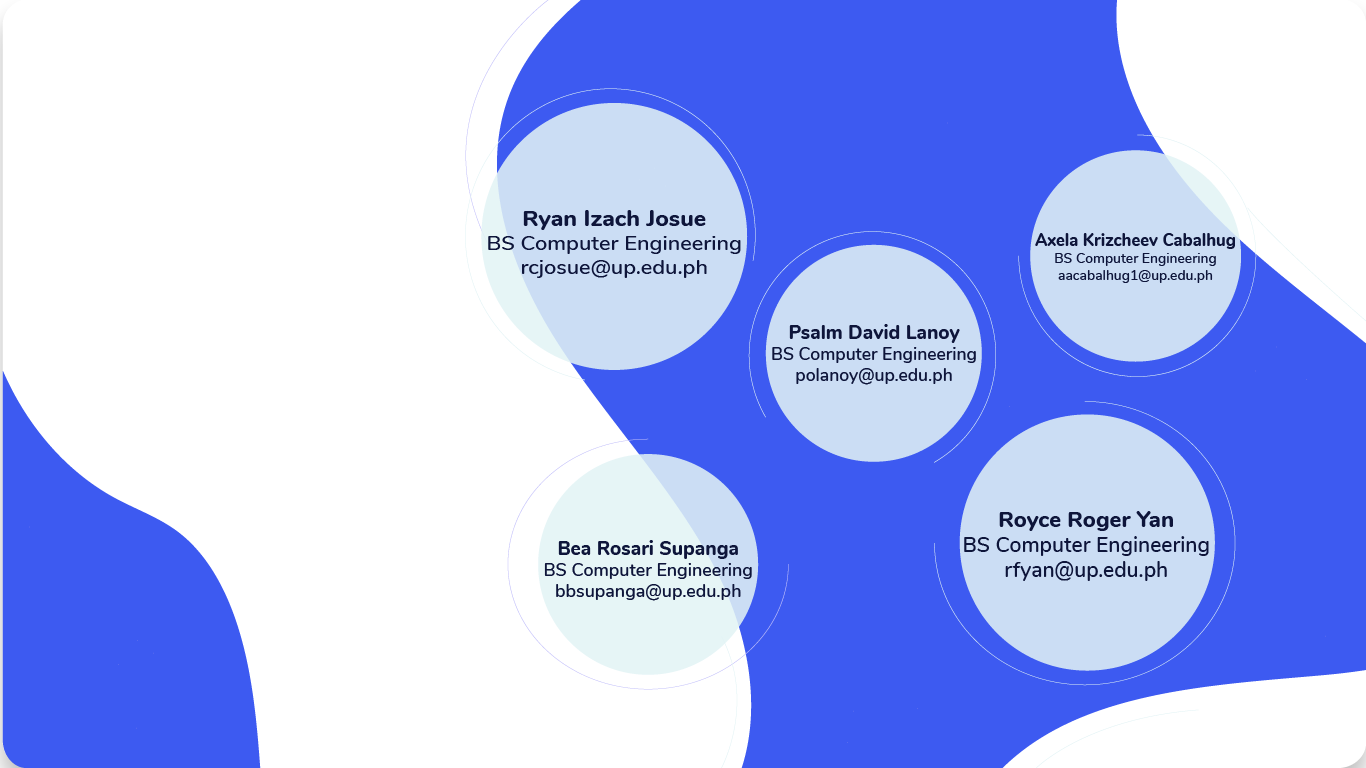 Ryan Izach Josue
BS Computer Engineering
rcjosue@up.edu.ph
Axela Krizcheev Cabalhug
BS Computer Engineering
aacabalhug1@up.edu.ph
Psalm David Lanoy
BS Computer Engineering
polanoy@up.edu.ph
Bea Rosari Supanga
BS Computer Engineering
bbsupanga@up.edu.ph
Royce Roger Yan
BS Computer Engineering
rfyan@up.edu.ph